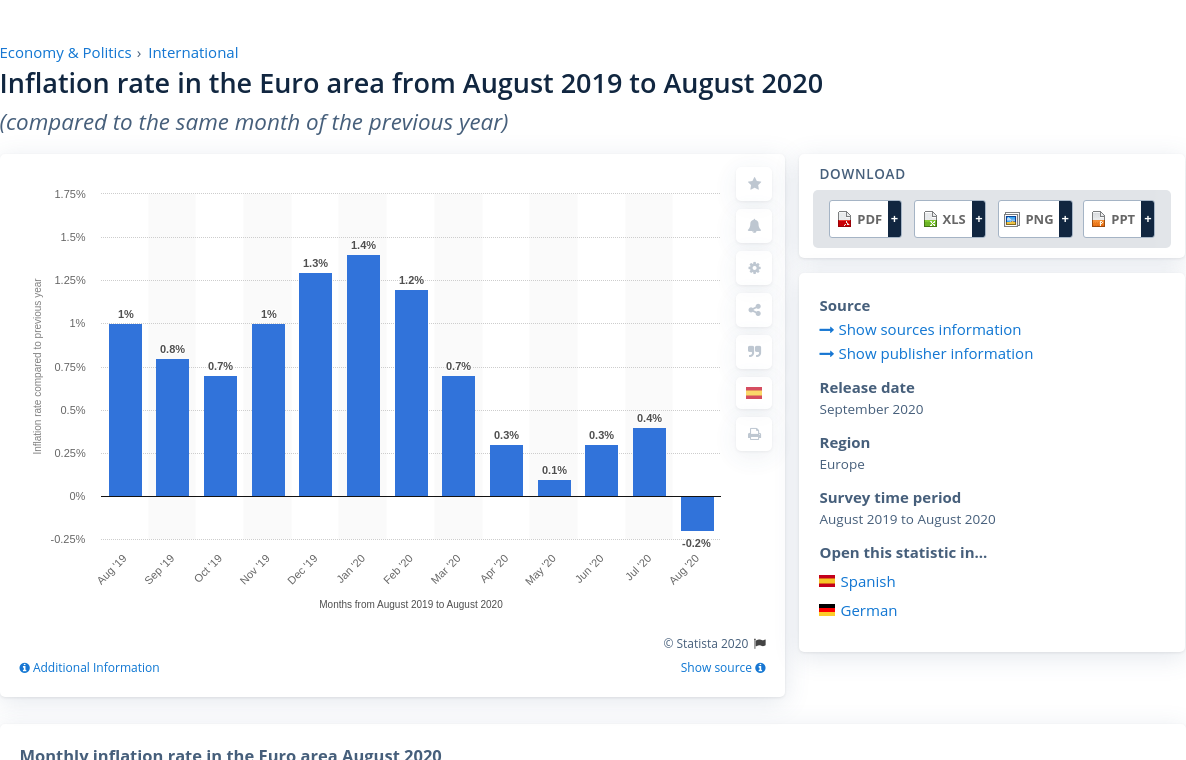 Economy & Politics › International
Inflation rate in the Euro area from August 2019 to August 2020
(compared to the same month of the previous year)
1.75%
1.5%
1.25%
1%
0.75%
0.5%
0.25%
0%
-0.25%
Inflation rate compared to previous year
1%
0.8%
0.7%
1%
1.3%
1.4%
1.2%
0.7%
0.3%
0.1%
0.3%
0.4%
-0.2%
Aug '19
Sep '19
Oct '19
Nov '19
Dec '19
Jan '20
Feb '20
Mar '20
Apr '20
May '20
Jun '20
Jul '20
Aug '20
Months from August 2019 to August 2020
© Statista 2020
Additional Information
Show source
DOWNLOAD
PDF + XLS + PNG + PPT +
Source
Show sources information
Show publisher information
Release date
September 2020
Region
Europe
Survey time period
August 2019 to August 2020
Open this statistic in...
Spanish
German
Monthly inflation rate in the Euro area August 2020